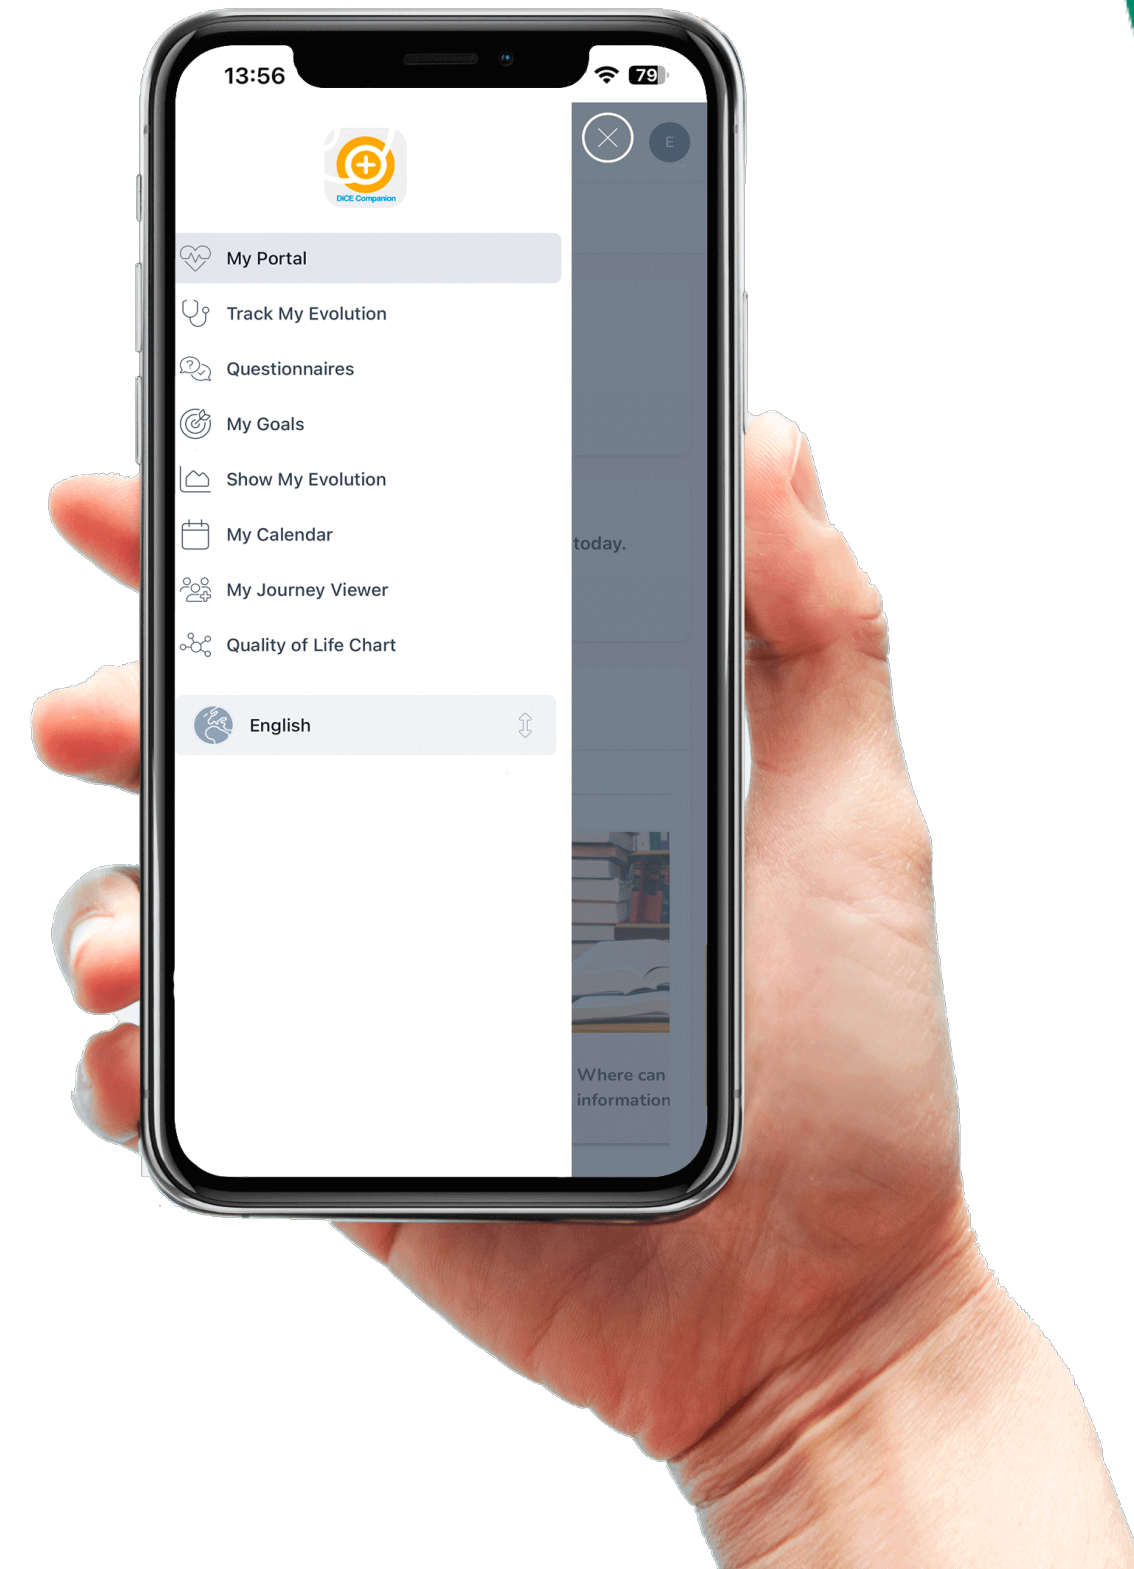 13:56
79
E
DiCE Companion
My Portal
Track My Evolution
Questionnaires
My Goals
Show My Evolution
today.
My Calendar
My Journey Viewer
Quality of Life Chart
English
Where can
information